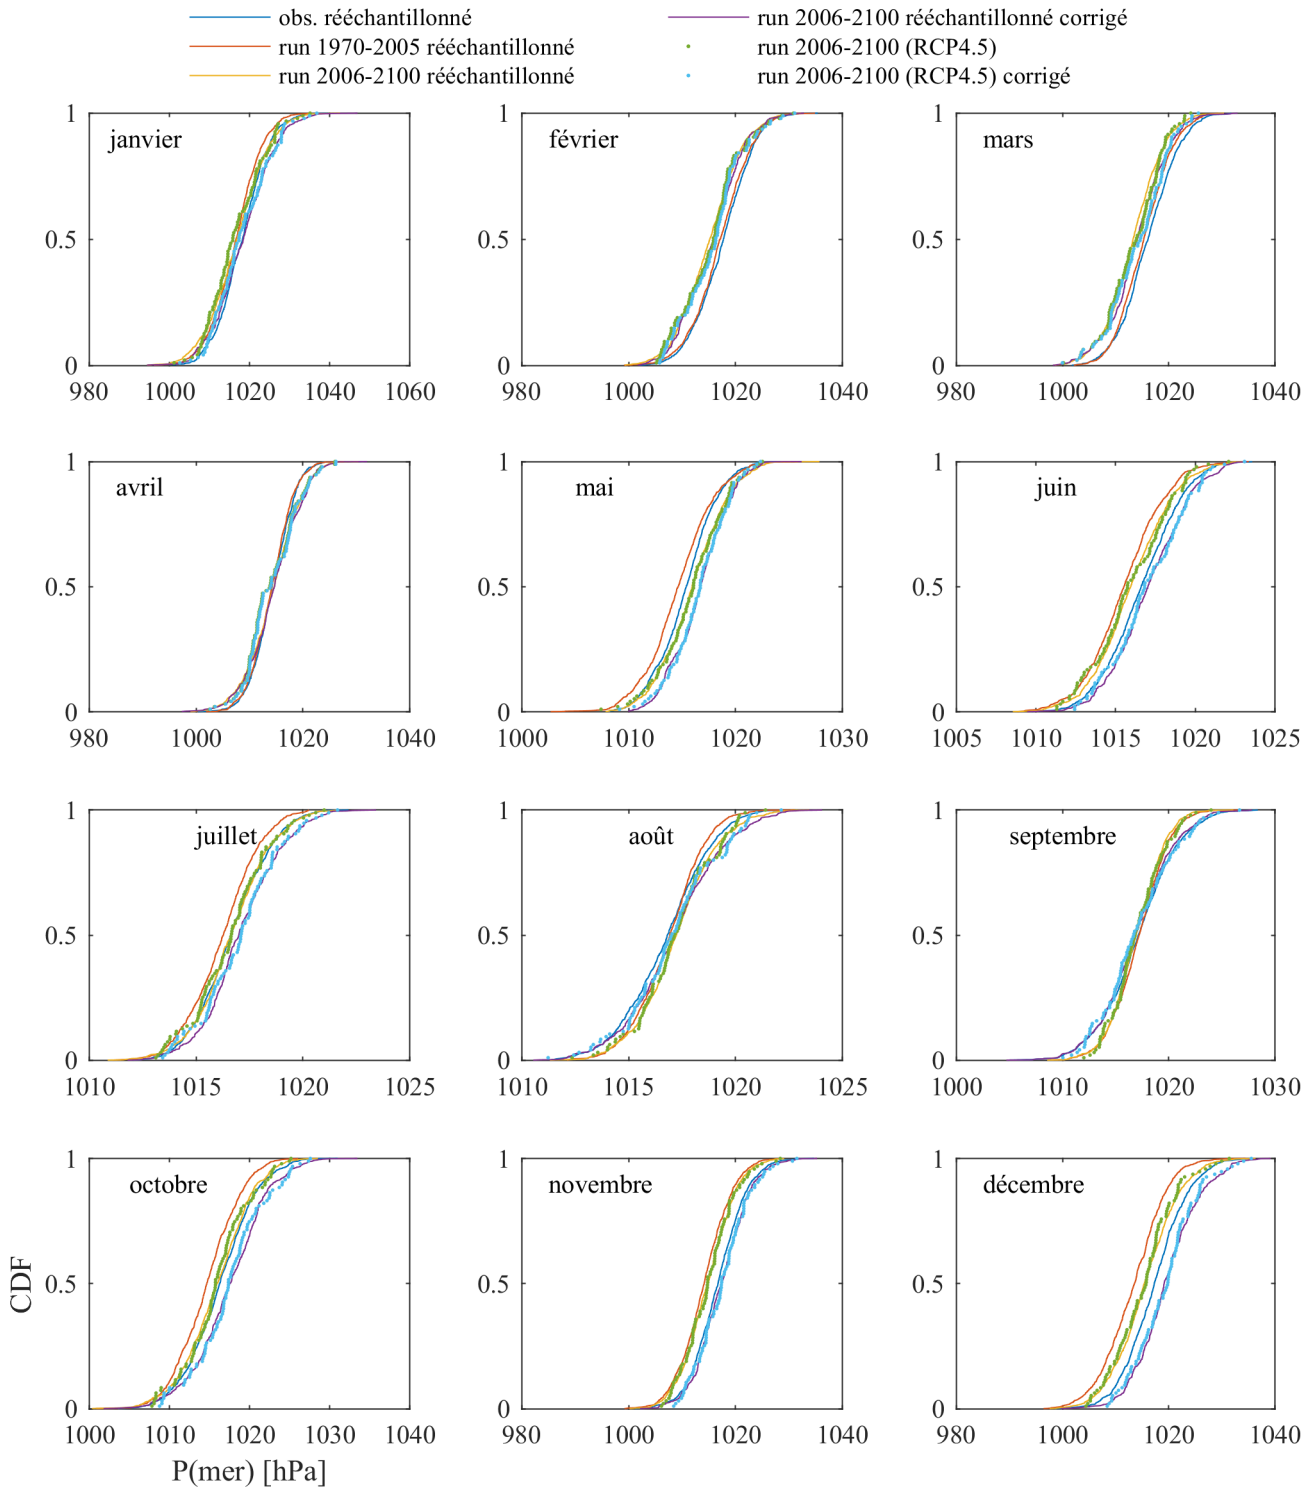 obs. rééchantillonné
run 1970-2005 rééchantillonné
run 2006-2100 rééchantillonné
run 2006-2100 rééchantillonné corrigé
run 2006-2100 (RCP4.5)
run 2006-2100 (RCP4.5) corrigé
janvier
1
0.5
0
980 1000 1020 1040 1060
février
1
0.5
0
980 1000 1020 1040
mars
1
0.5
0
980 1000 1020 1040
avril
1
0.5
0
980 1000 1020 1040
mai
1
0.5
0
1000 1010 1020 1030
juin
1
0.5
0
1005 1010 1015 1020 1025
juillet
1
0.5
0
1010 1015 1020 1025
août
1
0.5
0
1010 1015 1020 1025
septembre
1
0.5
0
1000 1010 1020 1030
octobre
1
0.5
0
1000 1010 1020 1030 1040
CDF
P(mer) [hPa]
novembre
1
0.5
0
980 1000 1020 1040
décembre
1
0.5
0
980 1000 1020 1040